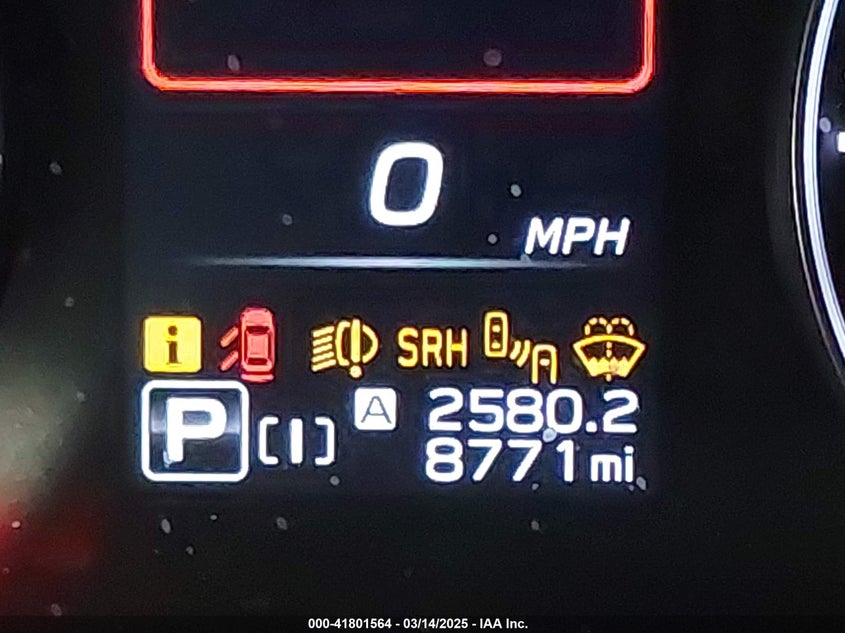 0
MPH
i
SRH
P
A 2580.2
8771 mi
000-41801564 - 03/14/2025 - IAA Inc.